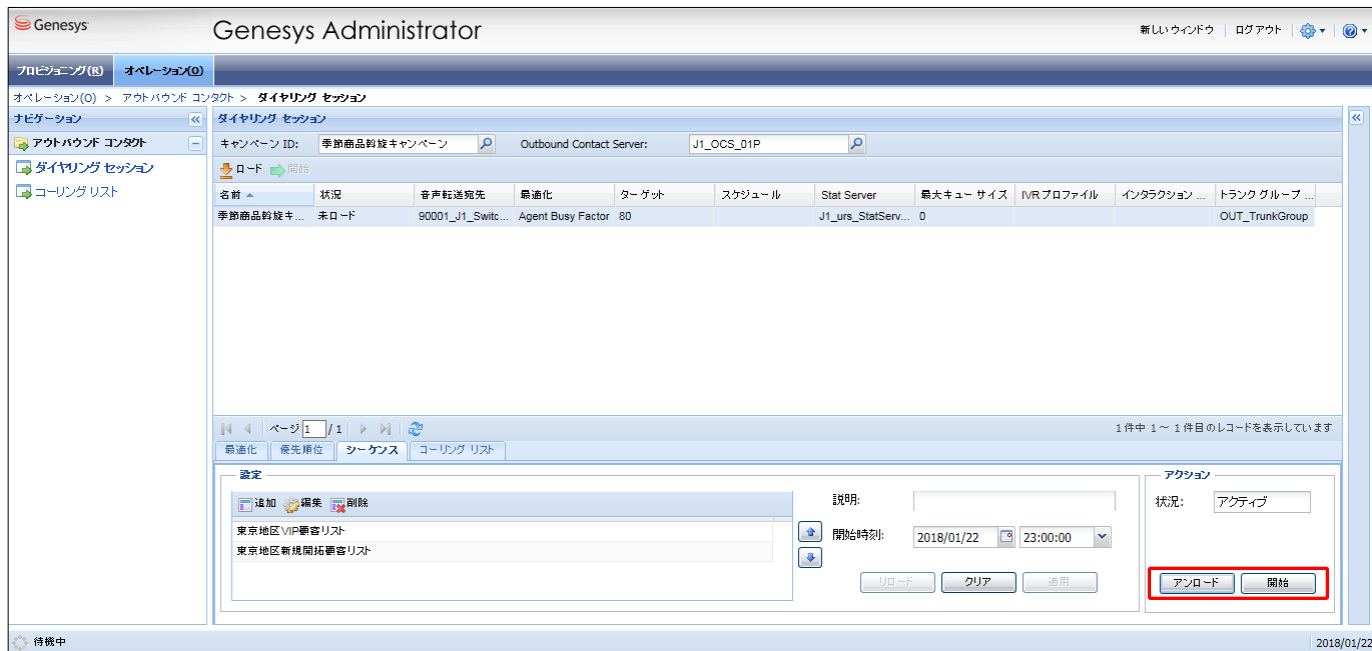 Genesys
Genesys Administrator
新しいウィンドウ ログアウト
プロビジョニング(R) オペレーション(O)
オペレーション(O) > アウトバウンド コンタクト > ダイヤリング セッション
ナビゲーション
アウトバウンド コンタクト
ダイヤリング セッション
コーリング リスト
ダイヤリング セッション
キャンペーン ID: 季節商品斡旋キャンペーン Outbound Contact Server: J1_OCS_01P
ロード 開始
名前 状況 音声転送宛先 最適化 ターゲット スケジュール Stat Server 最大キュー サイズ IVR プロファイル インタラクション ... トランク グループ ...
季節商品斡旋キ... 未ロード 90001_J1_Switc... Agent Busy Factor 80 J1_urs_StatServ... 0 OUT_TrunkGroup
ページ 1 / 1
1 件中 1 ~ 1 件目のレコードを表示しています
最適化 優先順位 シーケンス コーリング リスト
設定
追加 編集 削除
東京地区VIP顧客リスト
東京地区新規開拓顧客リスト
説明:
開始時刻: 2018/01/22 23:00:00
リロード クリア 適用
アクション
状況: アクティブ
アンロード 開始
待機中
2018/01/22